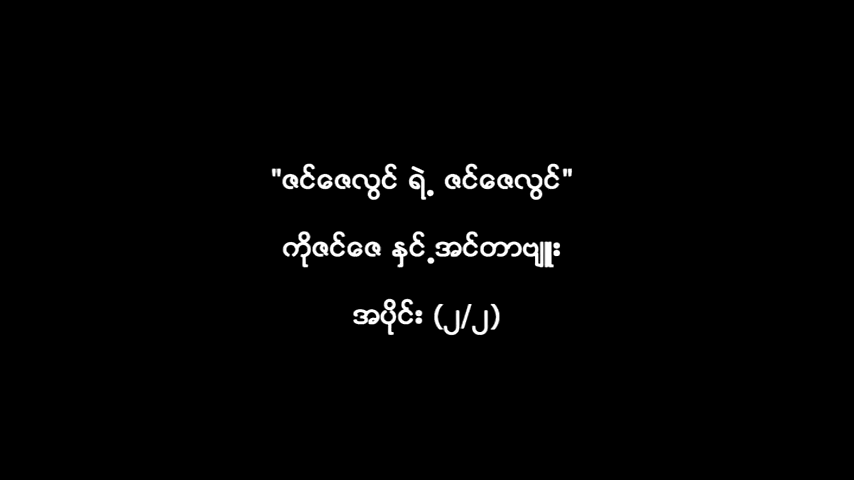 "ဇင်ဇေလွင် ရဲ့ ဇင်ဇေလွင်"
ကိုဇင်ဇေ နှင့်အင်တာဗျူး
အပိုင်း (၂/၂)